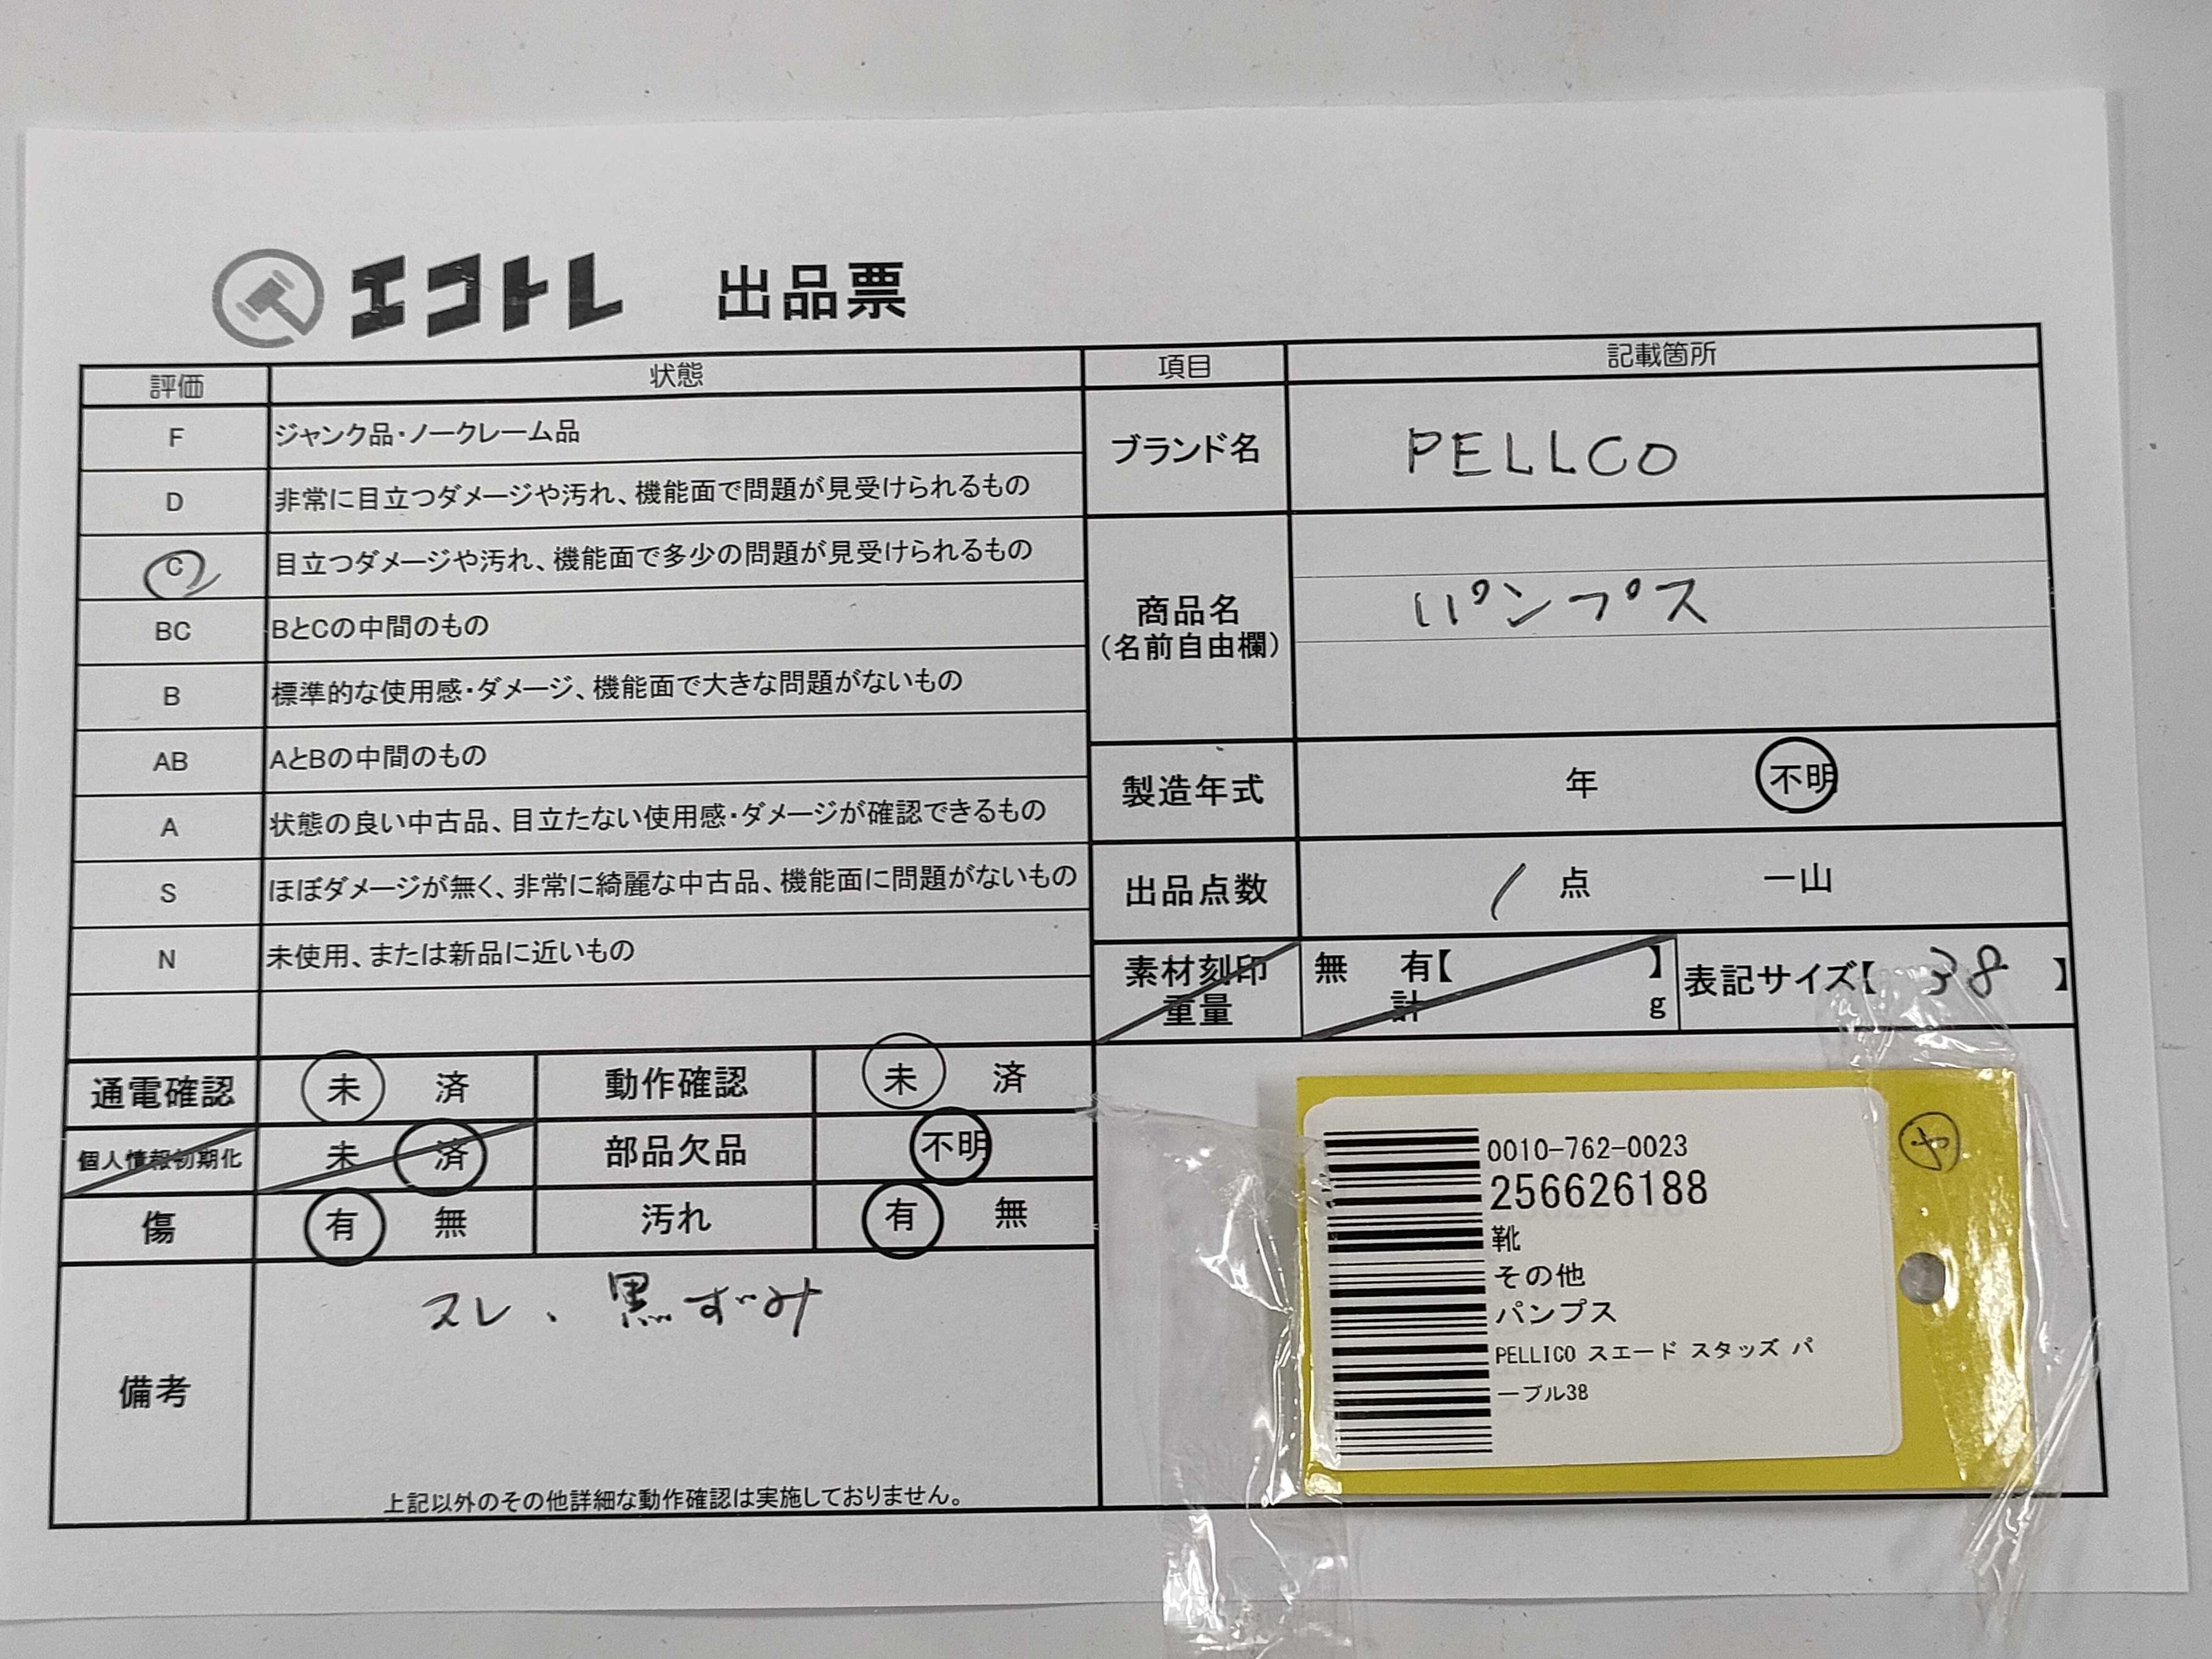 エコトレ 出品票
評価 状態 項目 記載箇所
F ジャンク品・ノークレーム品
D 非常に目立つダメージや汚れ、機能面で問題が見受けられるもの
C 目立つダメージや汚れ、機能面で多少の問題が見受けられるもの
BC BとCの中間のもの
B 標準的な使用感・ダメージ、機能面で大きな問題がないもの
AB AとBの中間のもの
A 状態の良い中古品、目立たない使用感・ダメージが確認できるもの
S ほぼダメージが無く、非常に綺麗な中古品、機能面に問題がないもの
N 未使用、または新品に近いもの
ブランド名 PELLCO
商品名
(名前自由欄)
パンプス
製造年式 年 不明
出品点数 1 点 一山
素材刻印
重量
無 有【 】
計 g
表記サイズ【 38 】
通電確認 未 済 動作確認 未 済
個人情報初期化 未 済 部品欠品 不明
傷 有 無 汚れ 有 無
備考
スレ、黒ずみ
上記以外のその他詳細な動作確認は実施しておりません。
0010-762-0023
256626188
靴
その他
パンプス
PELLICO スエード スタッズ パ
ープル38
ヤ